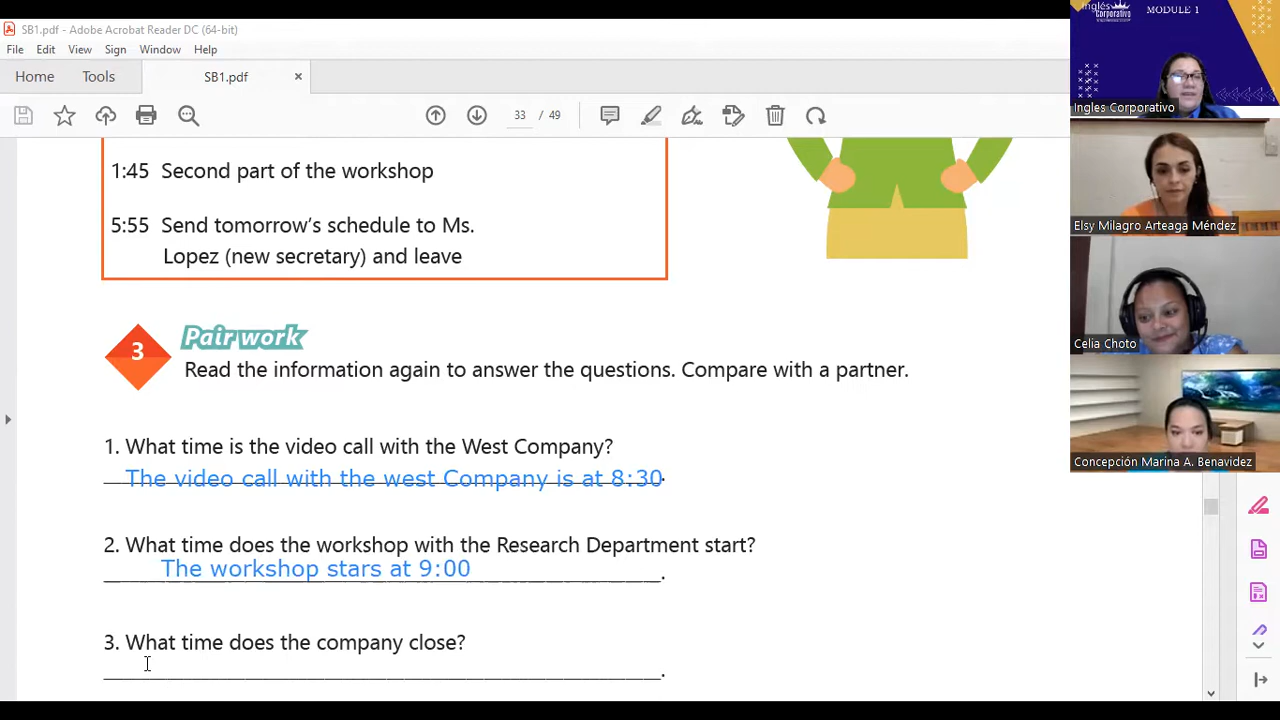 SB1.pdf - Adobe Acrobat Reader DC (64-bit)
File Edit View Window Sign Help
Home Tools SB1.pdf ×
33 / 49
1:45 Second part of the workshop
5:55 Send tomorrow's schedule to Ms.
Lopez (new secretary) and leave
3 Pair work
Read the information again to answer the questions. Compare with a partner.
1. What time is the video call with the West Company?
The video call with the west Company is at 8:30.
2. What time does the workshop with the Research Department start?
The workshop stars at 9:00.
3. What time does the company close?
Inglés
Corporativo
MODULE 1
Ingles Corporativo
Elsy Milagro Arteaga Méndez
Celia Choto
Concepción Marina A. Benavidez